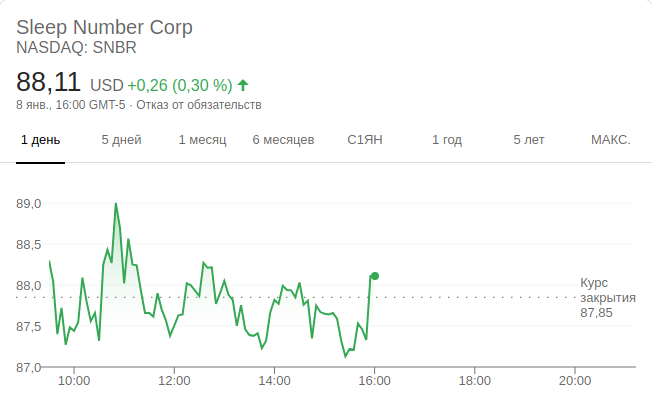 Sleep Number Corp
NASDAQ: SNBR
88,11 USD +0,26 (0,30 %)
8 янв., 16:00 GMT-5 · Отказ от обязательств
1 день 5 дней 1 месяц 6 месяцев С1ЯН 1 год 5 лет МАКС.
89,0
88,5
88,0
87,5
87,0
Курс
закрытия
87,85
10:00 12:00 14:00 16:00 18:00 20:00